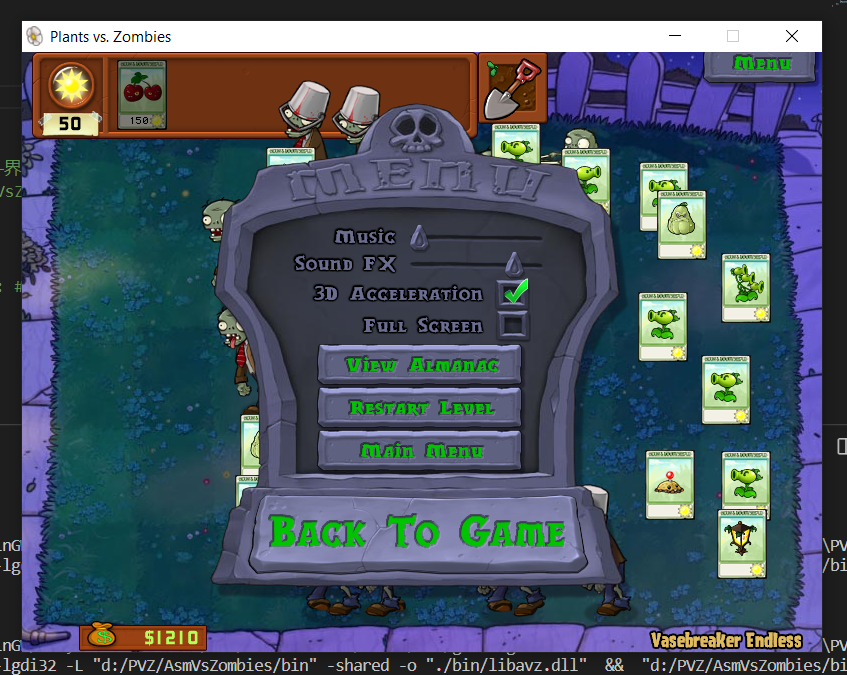 Plants vs. Zombies
Menu
50
150
MENU
Music
Sound FX
3D Acceleration
Full Screen
View Almanac
Restart Level
Main Menu
Back To Game
$1210
Vasebreaker Endless
-lgdi32 -L "d:/PVZ/AsmVsZombies/bin" -shared -o "./bin/libavz.dll" && "d:/PVZ/AsmVsZombies/bi